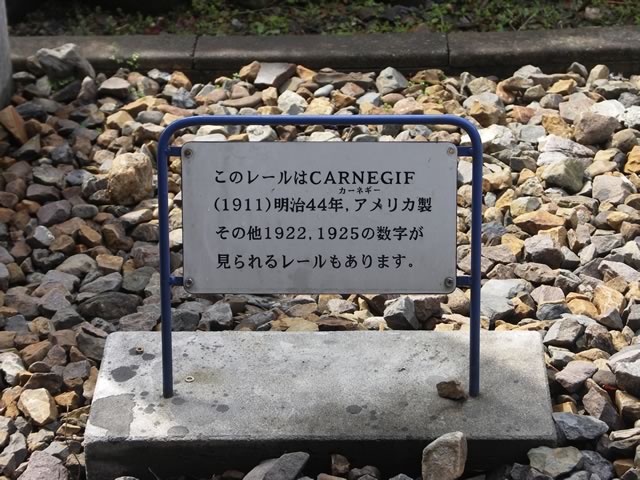 このレールはCARNEGIF
カーネギー
(1911)明治44年,アメリカ製
その他1922,1925の数字が
見られるレールもあります。